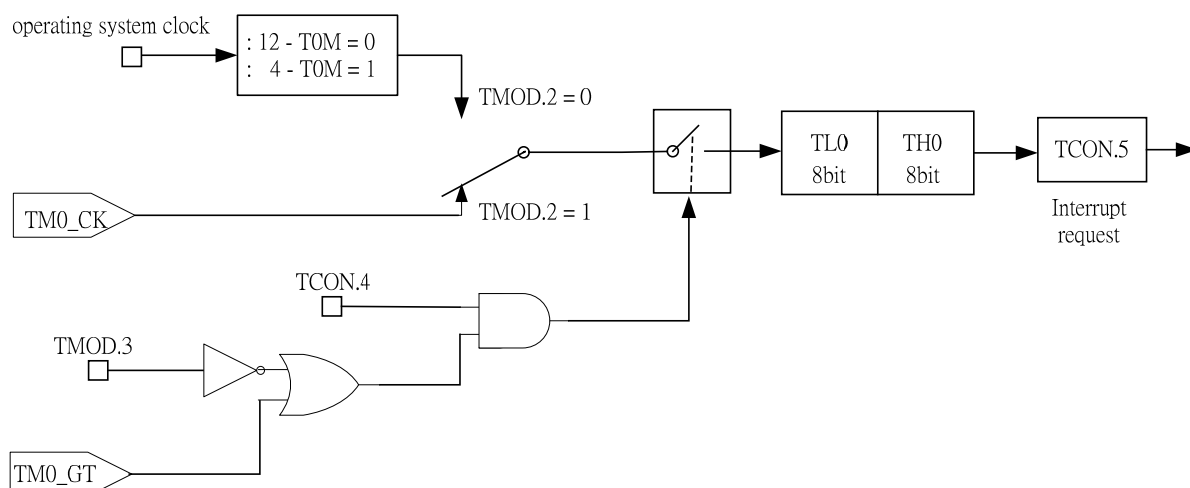 operating system clock
: 12 - T0M = 0
: 4 - T0M = 1
TMOD.2 = 0
TL0
8bit
TH0
8bit
TCON.5
TM0_CK
TMOD.2 = 1
Interrupt
request
TCON.4
TMOD.3
TM0_GT